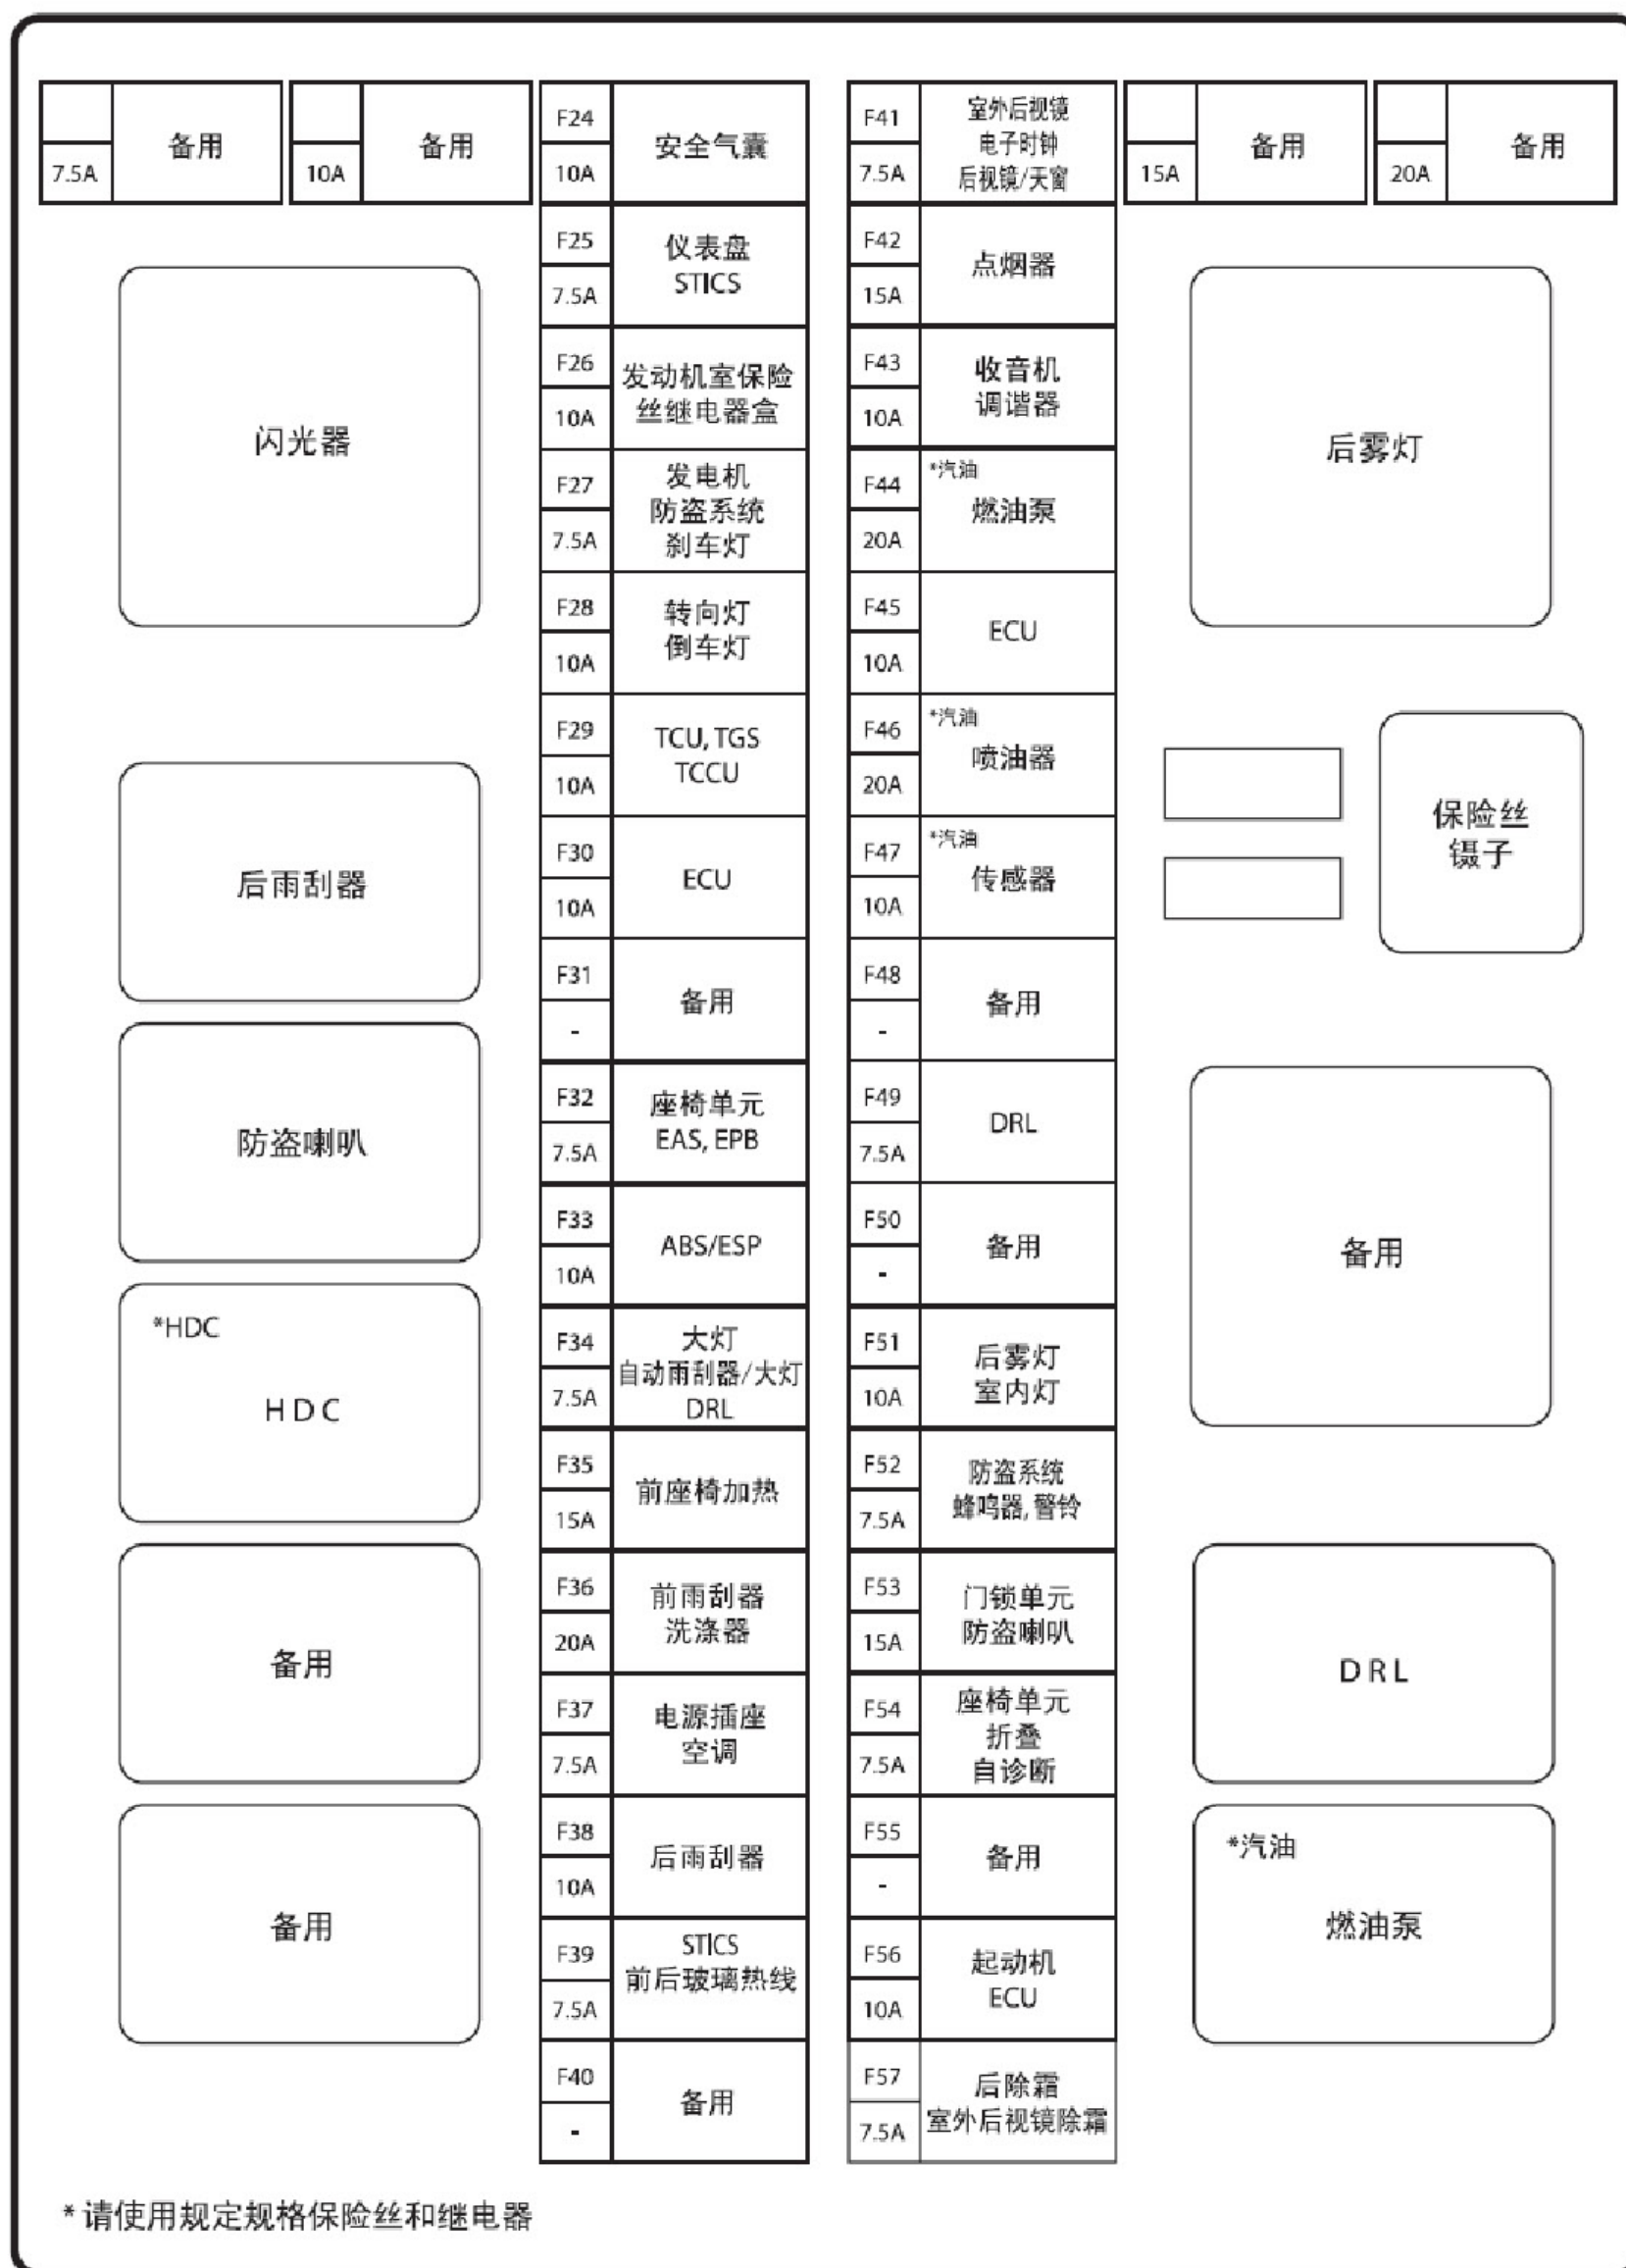 7.5A
备用
10A
备用
F24
10A
安全气囊
F25
7.5A
仪表盘
STICS
F26
10A
发动机室保险
丝继电器盒
F27
7.5A
发电机
防盗系统
刹车灯
F28
10A
转向灯
倒车灯
F29
10A
TCU, TGS
TCCU
F30
10A
ECU
F31
-
备用
F32
7.5A
座椅单元
EAS, EPB
F33
10A
ABS/ESP
F34
7.5A
大灯
自动雨刮器/大灯
DRL
F35
15A
前座椅加热
F36
20A
前雨刮器
洗涤器
F37
7.5A
电源插座
空调
F38
10A
后雨刮器
F39
7.5A
STICS
前后玻璃热线
F40
-
备用
F41
7.5A
室外后视镜
电子时钟
后视镜/天窗
F42
15A
点烟器
F43
10A
收音机
调谐器
F44
20A
*汽油
燃油泵
F45
10A
ECU
F46
20A
*汽油
喷油器
F47
10A
*汽油
传感器
F48
-
备用
F49
7.5A
DRL
F50
-
备用
F51
10A
后雾灯
室内灯
F52
7.5A
防盗系统
蜂鸣器,警铃
F53
15A
门锁单元
防盗喇叭
F54
7.5A
座椅单元
折叠
自诊断
F55
-
备用
F56
10A
起动机
ECU
F57
7.5A
后除霜
室外后视镜除霜
15A
备用
20A
备用
闪光器
后雨刮器
防盗喇叭
*HDC
HDC
备用
备用
后雾灯
保险丝
镊子
备用
DRL
*汽油
燃油泵
* 请使用规定规格保险丝和继电器